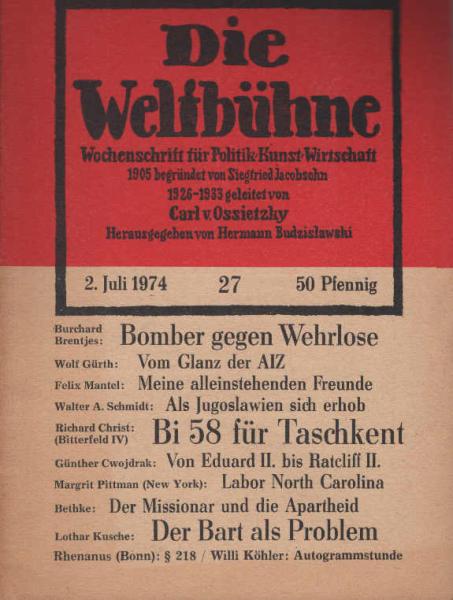 Die
Weltbühne
Wochenschrift für Politik·Kunst·Wirtschaft
1905 begründet von Siegfried Jacobsohn
1926-1933 geleitet von
Carl v. Ossietzky
Herausgegeben von Hermann Budzislawski
2. Juli 1974 27 50 Pfennig
Burchard Brentjes: Bomber gegen Wehrlose
Wolf Gürth: Vom Glanz der AIZ
Felix Mantel: Meine alleinstehenden Freunde
Walter A. Schmidt: Als Jugoslawien sich erhob
Richard Christ: (Bitterfeld IV) Bi 58 für Taschkent
Günther Cwojdrak: Von Eduard II. bis Ratcliff II.
Margrit Pittman (New York): Labor North Carolina
Bethke: Der Missionar und die Apartheid
Lothar Kusche: Der Bart als Problem
Rhenanus (Bonn): § 218 / Willi Köhler: Autogrammstunde